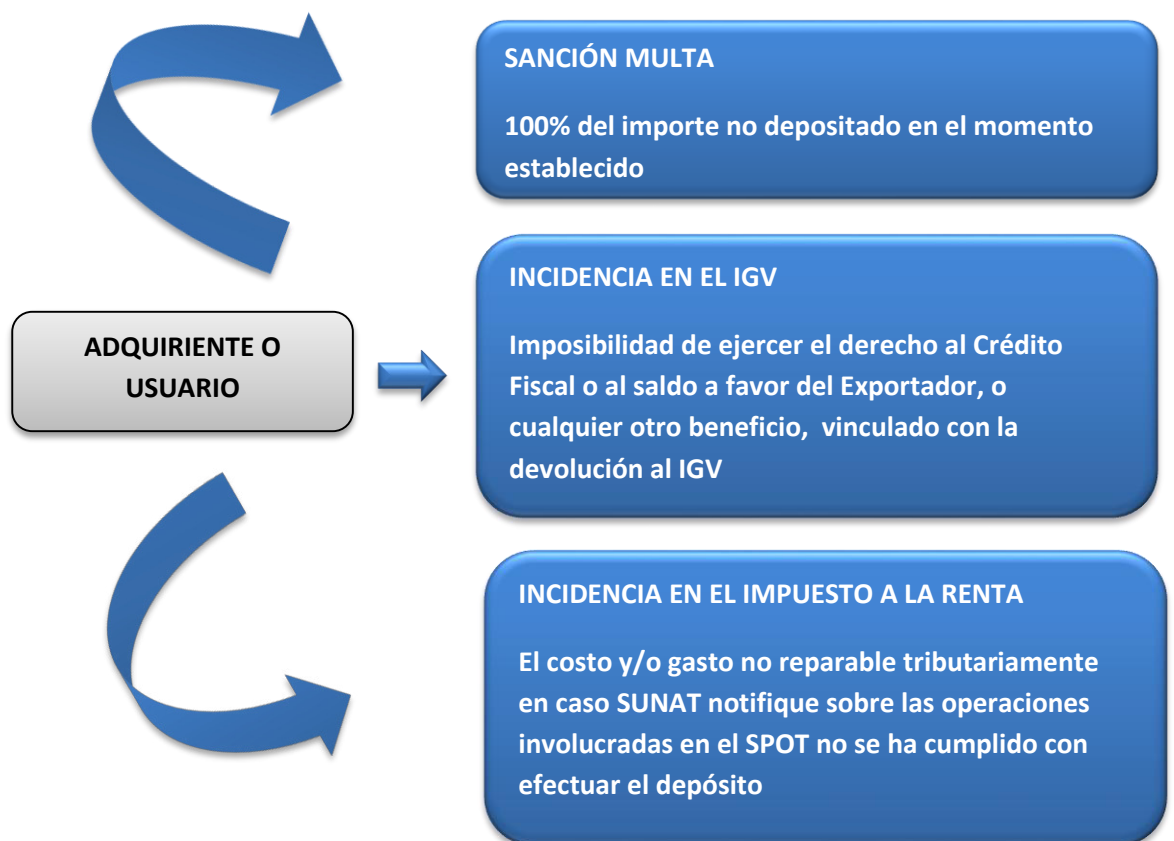 SANCIÓN MULTA
100% del importe no depositado en el momento
establecido
INCIDENCIA EN EL IGV
Imposibilidad de ejercer el derecho al Crédito
Fiscal o al saldo a favor del Exportador, o
cualquier otro beneficio, vinculado con la
devolución al IGV
ADQUIRIENTE O
USUARIO
INCIDENCIA EN EL IMPUESTO A LA RENTA
El costo y/o gasto no reparable tributariamente
en caso SUNAT notifique sobre las operaciones
involucradas en el SPOT no se ha cumplido con
efectuar el depósito